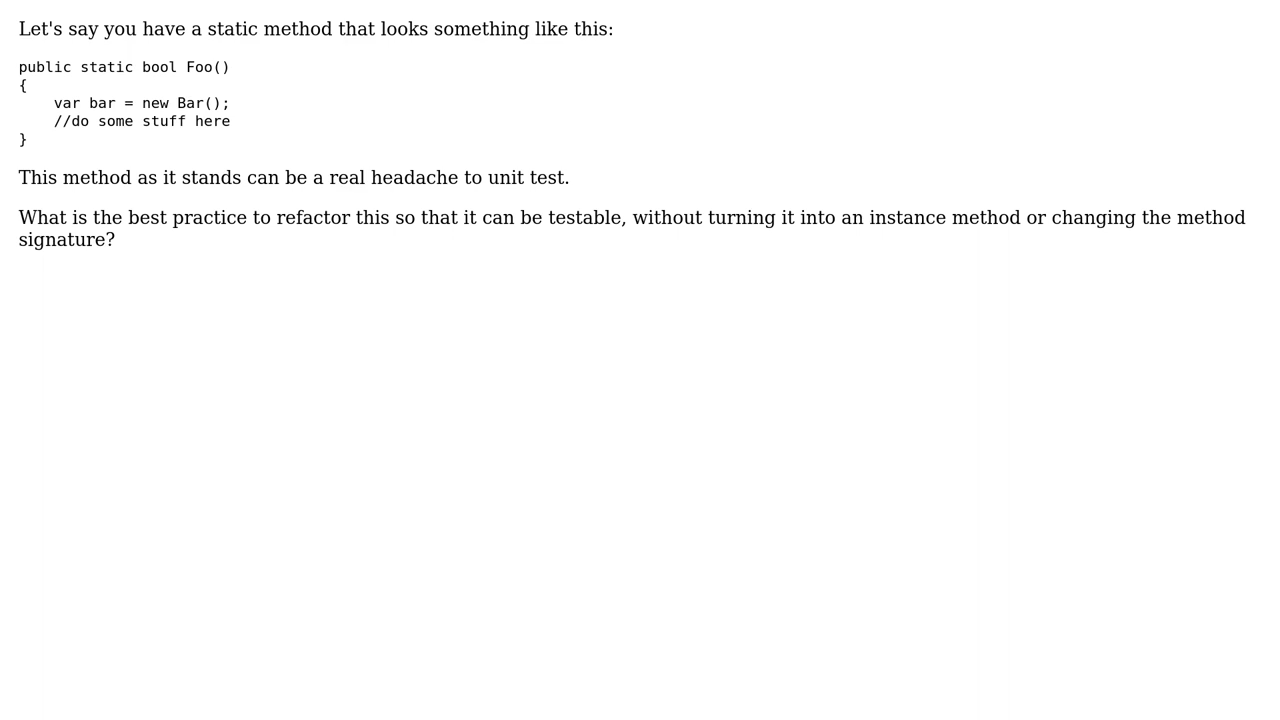 Let's say you have a static method that looks something like this:
public static bool Foo()
{
    var bar = new Bar();
    //do some stuff here
}
This method as it stands can be a real headache to unit test.
What is the best practice to refactor this so that it can be testable, without turning it into an instance method or changing the method
signature?